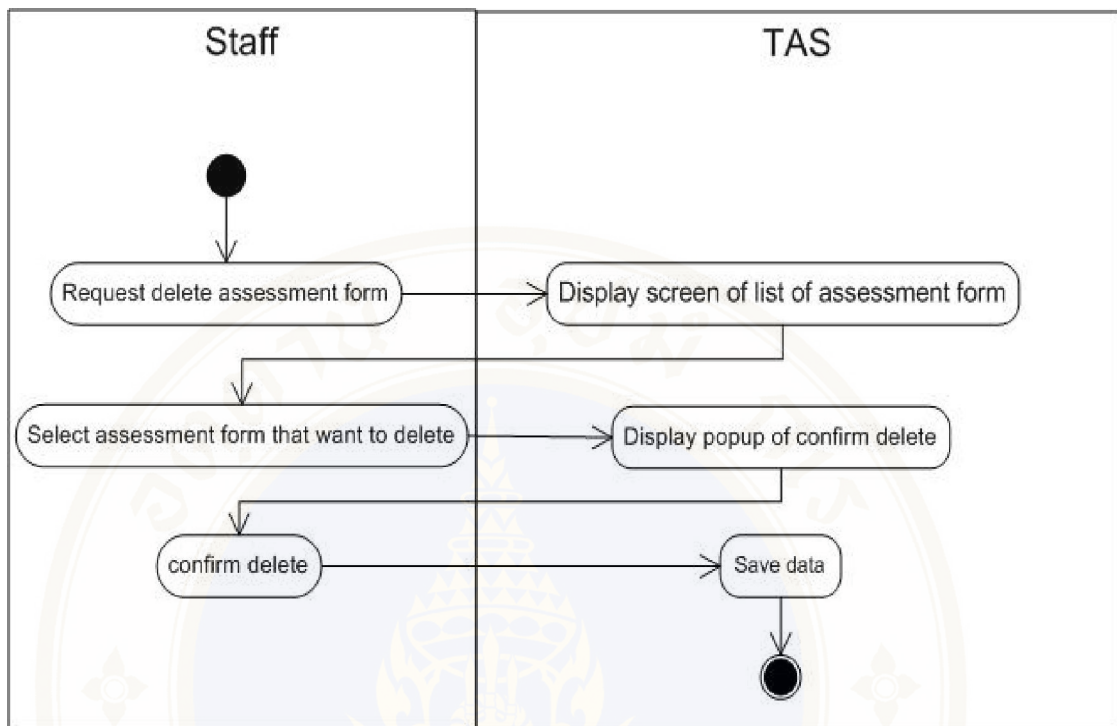 Staff
TAS
Request delete assessment form
Display screen of list of assessment form
Select assessment form that want to delete
Display popup of confirm delete
confirm delete
Save data